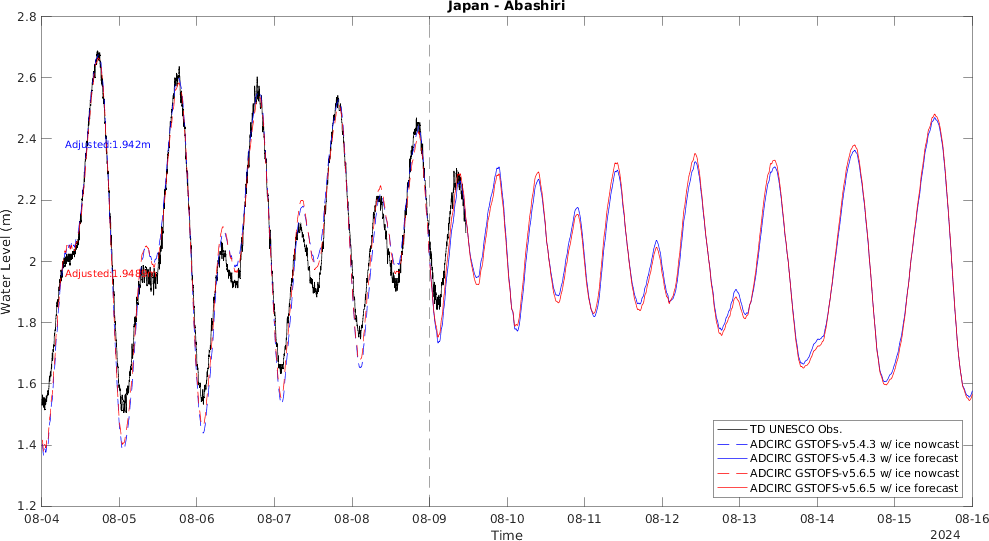 Japan - Abashiri
2.8
2.6
2.4
2.2
2
1.8
1.6
1.4
1.2
Water Level (m)
Adjusted:1.942m
Adjusted:1.948
TD UNESCO Obs.
ADCIRC GSTOFS-v5.4.3 w/ ice nowcast
ADCIRC GSTOFS-v5.4.3 w/ ice forecast
ADCIRC GSTOFS-v5.6.5 w/ ice nowcast
ADCIRC GSTOFS-v5.6.5 w/ ice forecast
08-04 08-05 08-06 08-07 08-08 08-09 08-10 08-11 08-12 08-13 08-14 08-15 08-16
Time
2024